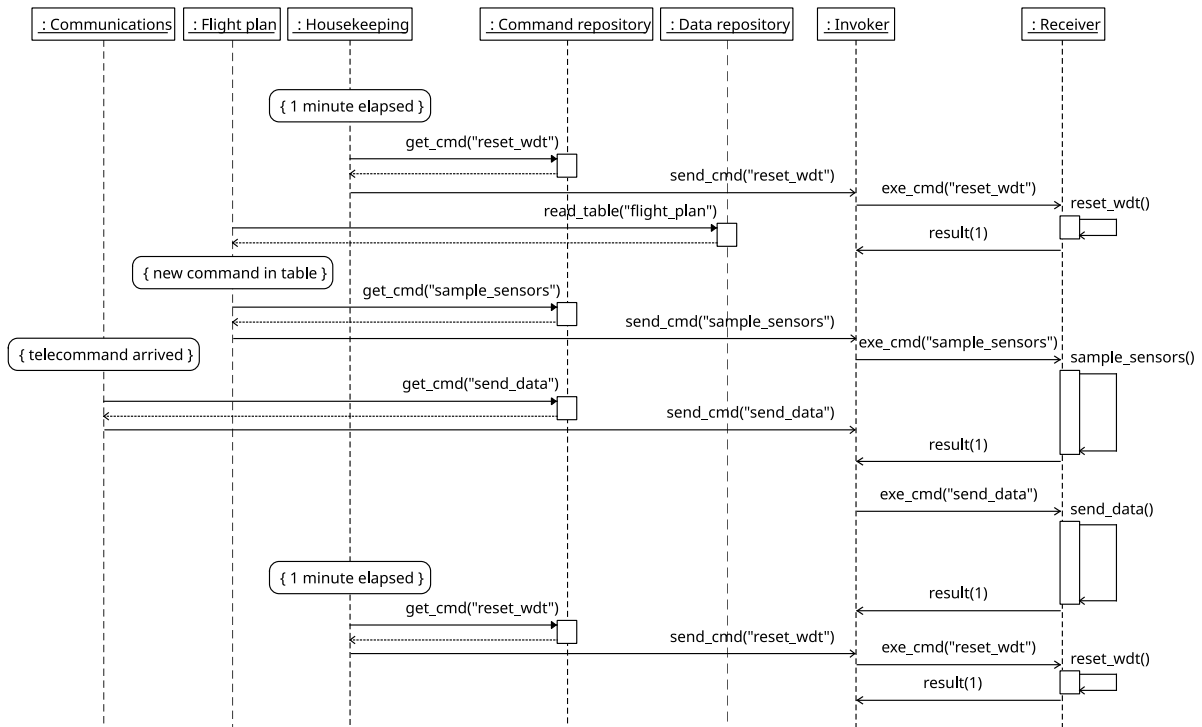 : Communications
: Flight plan
: Housekeeping
: Command repository
: Data repository
: Invoker
: Receiver
{ 1 minute elapsed }
get_cmd("reset_wdt")
send_cmd("reset_wdt")
exe_cmd("reset_wdt")
reset_wdt()
read_table("flight_plan")
result(1)
{ new command in table }
get_cmd("sample_sensors")
send_cmd("sample_sensors")
{ telecommand arrived }
exe_cmd("sample_sensors")
sample_sensors()
get_cmd("send_data")
send_cmd("send_data")
result(1)
exe_cmd("send_data")
send_data()
{ 1 minute elapsed }
result(1)
get_cmd("reset_wdt")
send_cmd("reset_wdt")
exe_cmd("reset_wdt")
reset_wdt()
result(1)